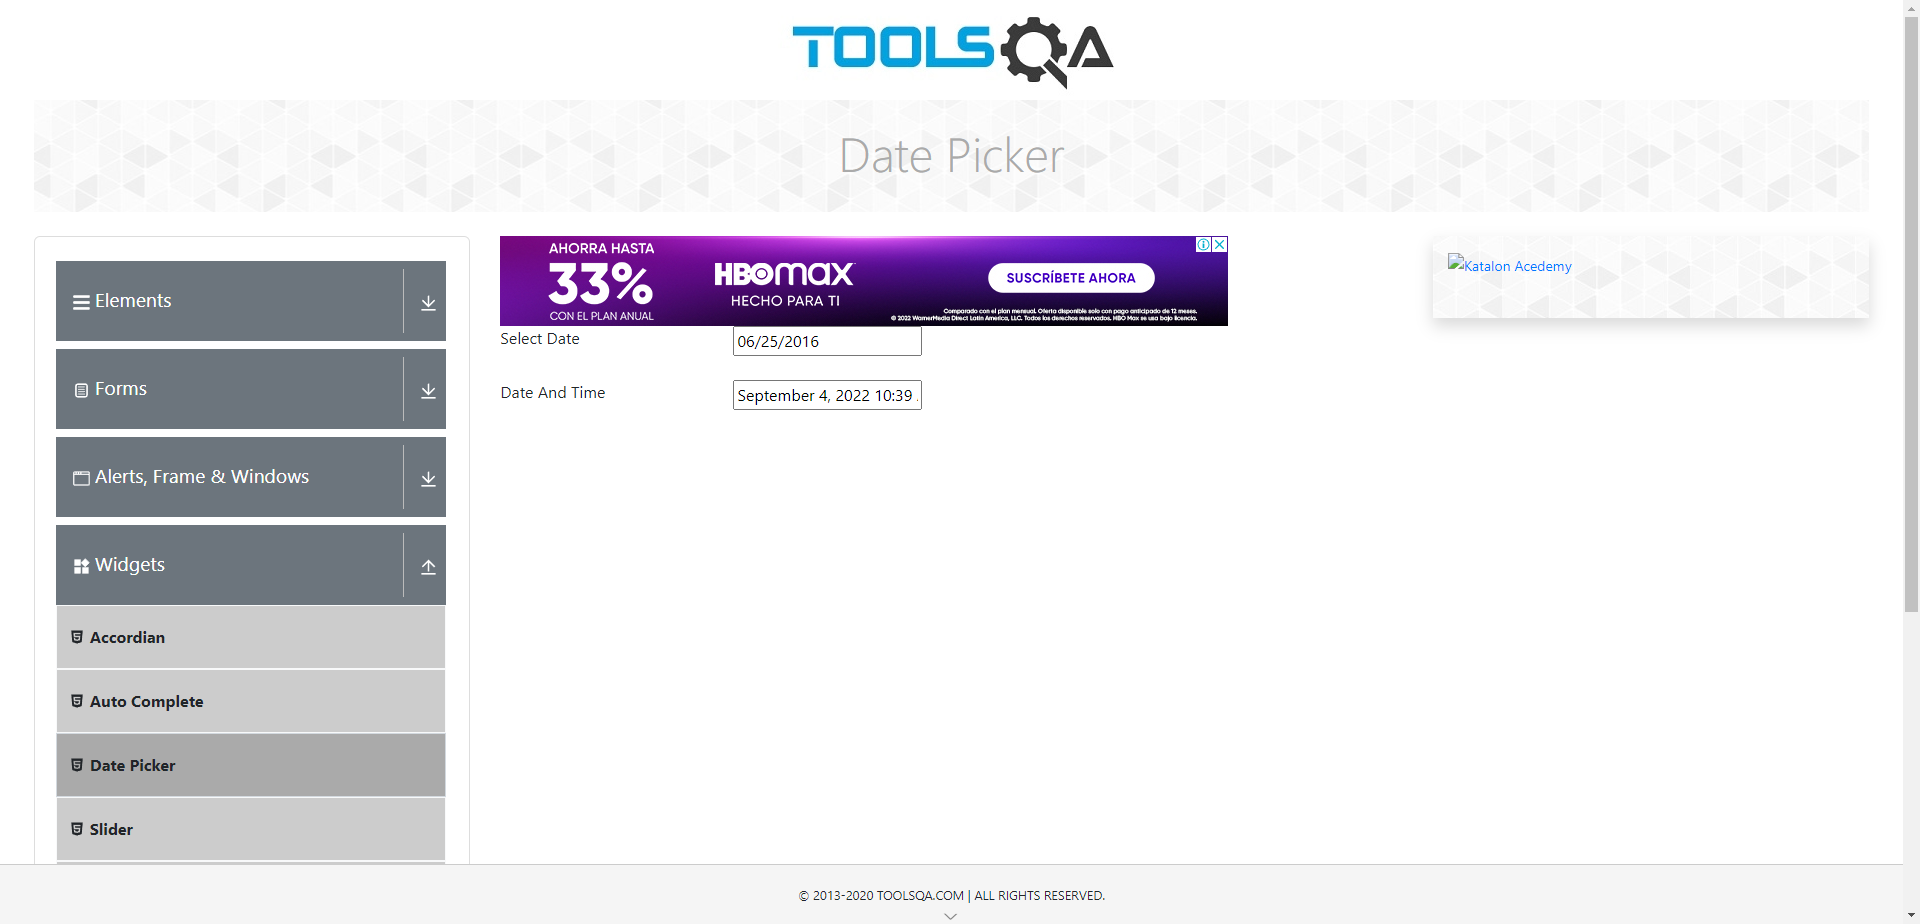 TOOLSQA
Date Picker
Elements
Forms
Alerts, Frame & Windows
Widgets
Accordian
Auto Complete
Date Picker
Slider
AHORRA HASTA
33%
CON EL PLAN ANUAL
HBOmax
HECHO PARA TI
SUSCRÍBETE AHORA
Comparado con el plan mensual. Oferta disponible solo con pago anticipado de 12 meses.
© 2022 WarnerMedia Direct Latin America, LLC. Todos los derechos reservados. HBO Max se usa bajo licencia.
Select Date
06/25/2016
Date And Time
September 4, 2022 10:39
Katalon Acedemy
© 2013-2020 TOOLSQA.COM | ALL RIGHTS RESERVED.